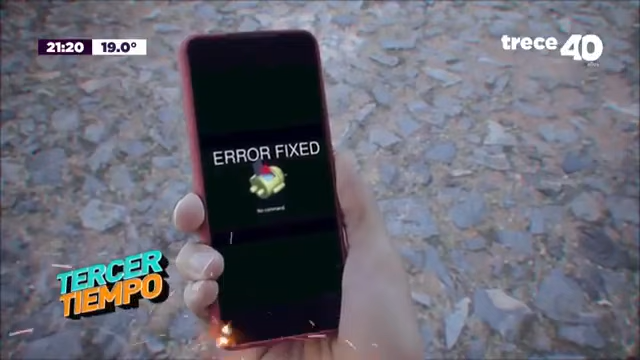 21:20 19.0°
trece 40
ERROR FIXED
No command
TERCER
TIEMPO